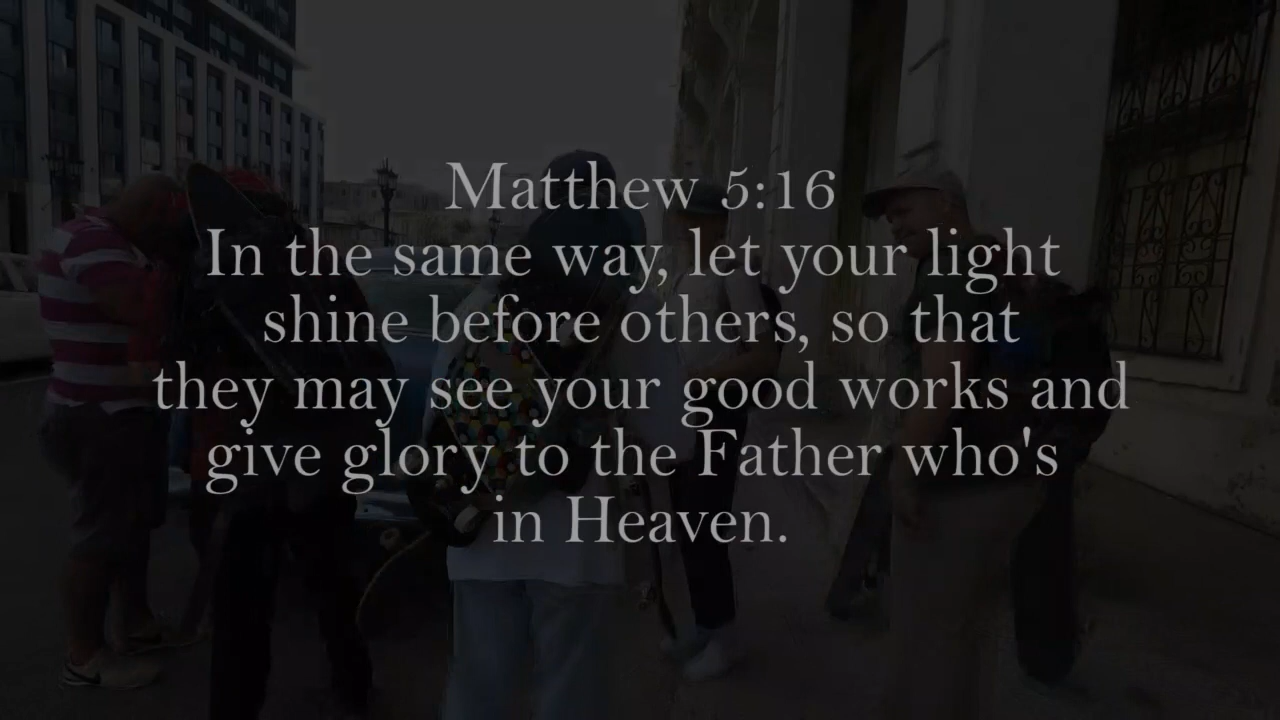 Matthew 5:16
In the same way, let your light
shine before others, so that
they may see your good works and
give glory to the Father who's
in Heaven.